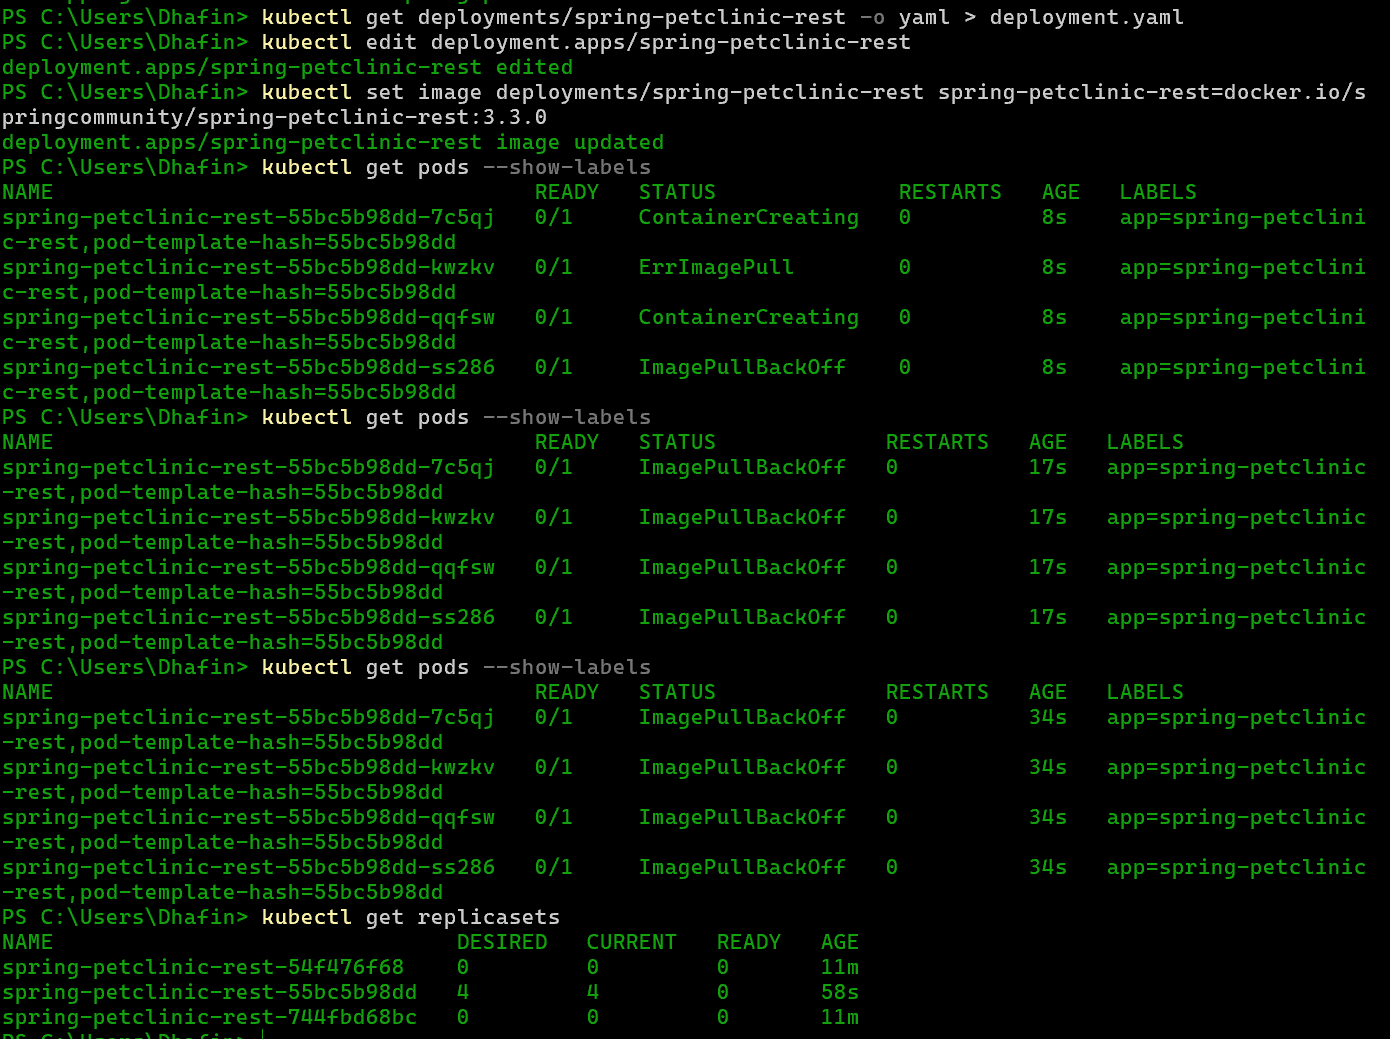 PS C:\Users\Dhafin> kubectl get deployments/spring-petclinic-rest -o yaml > deployment.yaml
PS C:\Users\Dhafin> kubectl edit deployment.apps/spring-petclinic-rest
deployment.apps/spring-petclinic-rest edited
PS C:\Users\Dhafin> kubectl set image deployments/spring-petclinic-rest spring-petclinic-rest=docker.io/s
pringcommunity/spring-petclinic-rest:3.3.0
deployment.apps/spring-petclinic-rest image updated
PS C:\Users\Dhafin> kubectl get pods --show-labels
NAME READY STATUS RESTARTS AGE LABELS
spring-petclinic-rest-55bc5b98dd-7c5qj 0/1 ContainerCreating 0 8s app=spring-petclini
c-rest,pod-template-hash=55bc5b98dd
spring-petclinic-rest-55bc5b98dd-kwzkv 0/1 ErrImagePull 0 8s app=spring-petclini
c-rest,pod-template-hash=55bc5b98dd
spring-petclinic-rest-55bc5b98dd-qqfsw 0/1 ContainerCreating 0 8s app=spring-petclini
c-rest,pod-template-hash=55bc5b98dd
spring-petclinic-rest-55bc5b98dd-ss286 0/1 ImagePullBackOff 0 8s app=spring-petclini
c-rest,pod-template-hash=55bc5b98dd
PS C:\Users\Dhafin> kubectl get pods --show-labels
NAME READY STATUS RESTARTS AGE LABELS
spring-petclinic-rest-55bc5b98dd-7c5qj 0/1 ImagePullBackOff 0 17s app=spring-petclinic
-rest,pod-template-hash=55bc5b98dd
spring-petclinic-rest-55bc5b98dd-kwzkv 0/1 ImagePullBackOff 0 17s app=spring-petclinic
-rest,pod-template-hash=55bc5b98dd
spring-petclinic-rest-55bc5b98dd-qqfsw 0/1 ImagePullBackOff 0 17s app=spring-petclinic
-rest,pod-template-hash=55bc5b98dd
spring-petclinic-rest-55bc5b98dd-ss286 0/1 ImagePullBackOff 0 17s app=spring-petclinic
-rest,pod-template-hash=55bc5b98dd
PS C:\Users\Dhafin> kubectl get pods --show-labels
NAME READY STATUS RESTARTS AGE LABELS
spring-petclinic-rest-55bc5b98dd-7c5qj 0/1 ImagePullBackOff 0 34s app=spring-petclinic
-rest,pod-template-hash=55bc5b98dd
spring-petclinic-rest-55bc5b98dd-kwzkv 0/1 ImagePullBackOff 0 34s app=spring-petclinic
-rest,pod-template-hash=55bc5b98dd
spring-petclinic-rest-55bc5b98dd-qqfsw 0/1 ImagePullBackOff 0 34s app=spring-petclinic
-rest,pod-template-hash=55bc5b98dd
spring-petclinic-rest-55bc5b98dd-ss286 0/1 ImagePullBackOff 0 34s app=spring-petclinic
-rest,pod-template-hash=55bc5b98dd
PS C:\Users\Dhafin> kubectl get replicasets
NAME DESIRED CURRENT READY AGE
spring-petclinic-rest-54f476f68 0 0 0 11m
spring-petclinic-rest-55bc5b98dd 4 4 0 58s
spring-petclinic-rest-744fbd68bc 0 0 0 11m
PS C:\Users\Dhafin>